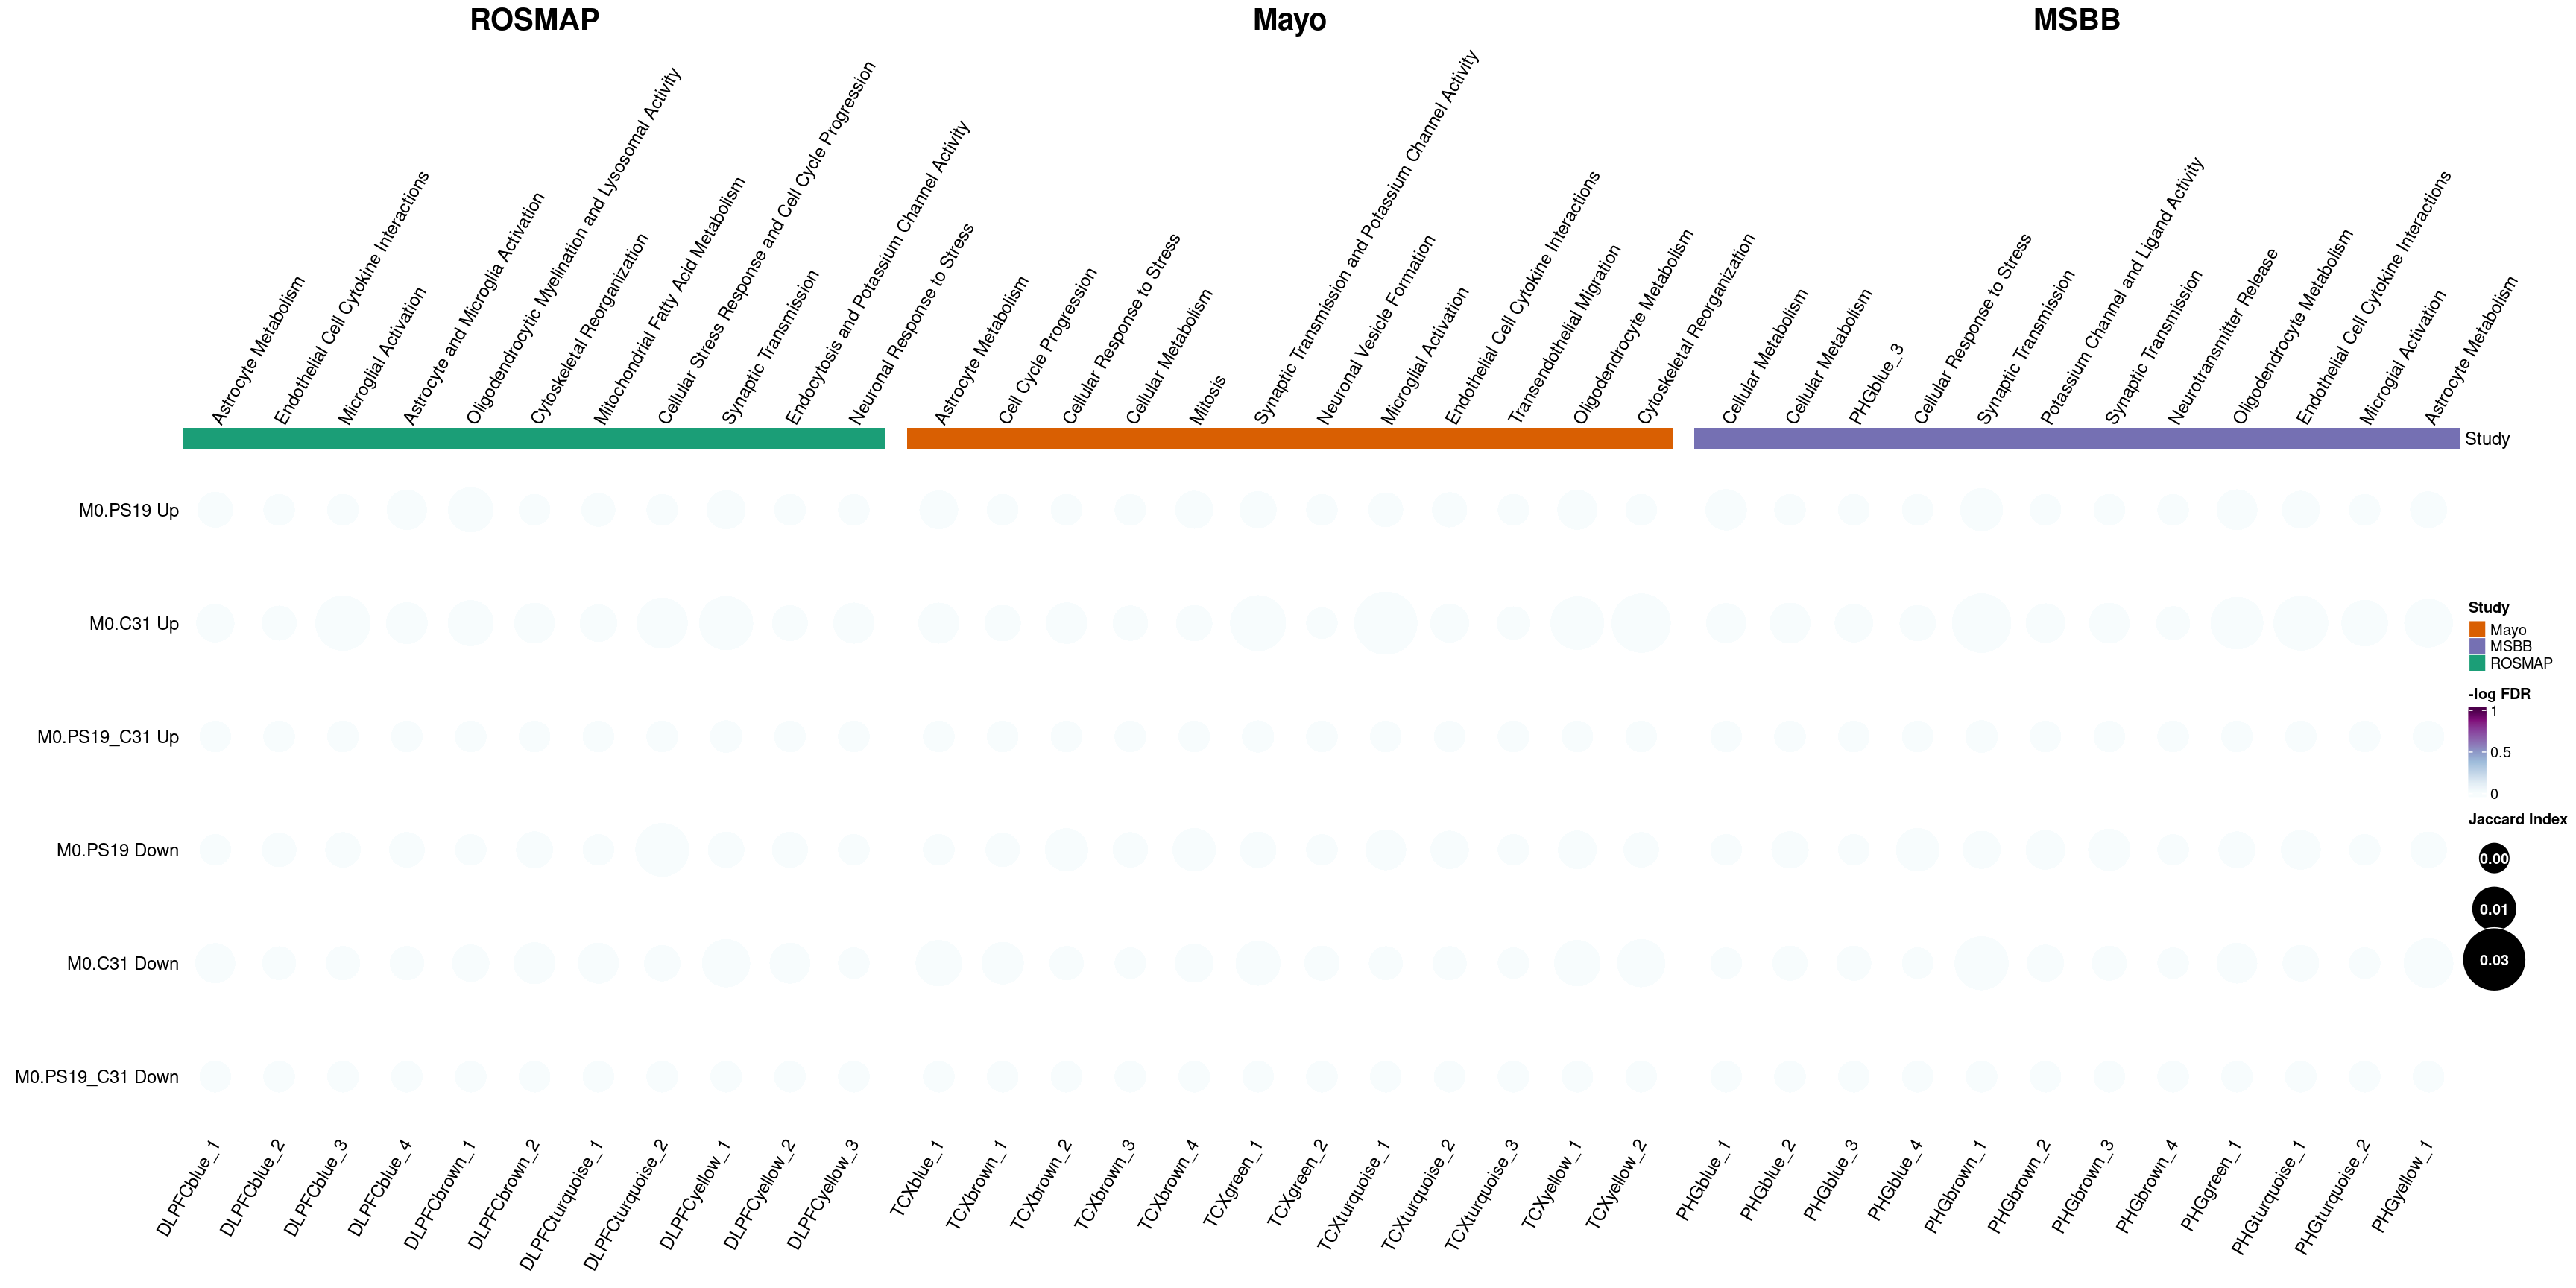 ROSMAP
Mayo
MSBB
Astrocyte Metabolism
Endothelial Cell Cytokine Interactions
Microglial Activation
Astrocyte and Microglia Activation
Oligodendrocytic Myelination and Lysosomal Activity
Cytoskeletal Reorganization
Mitochondrial Fatty Acid Metabolism
Cellular Stress Response and Cell Cycle Progression
Synaptic Transmission
Endocytosis and Potassium Channel Activity
Neuronal Response to Stress
Astrocyte Metabolism
Cell Cycle Progression
Cellular Response to Stress
Cellular Metabolism
Mitosis
Synaptic Transmission and Potassium Channel Activity
Neuronal Vesicle Formation
Microglial Activation
Endothelial Cell Cytokine Interactions
Transendothelial Migration
Oligodendrocyte Metabolism
Cytoskeletal Reorganization
Cellular Metabolism
Cellular Metabolism
PHGblue_3
Cellular Response to Stress
Synaptic Transmission
Potassium Channel and Ligand Activity
Synaptic Transmission
Neurotransmitter Release
Oligodendrocyte Metabolism
Endothelial Cell Cytokine Interactions
Microgial Activation
Astrocyte Metabolism
Study
M0.PS19 Up
M0.C31 Up
M0.PS19_C31 Up
M0.PS19 Down
M0.C31 Down
M0.PS19_C31 Down
Study
Mayo
MSBB
ROSMAP
-log FDR
1
0.5
0
Jaccard Index
0.00
0.01
0.03
DLPFCblue_1
DLPFCblue_2
DLPFCblue_3
DLPFCblue_4
DLPFCbrown_1
DLPFCbrown_2
DLPFCturquoise_1
DLPFCturquoise_2
DLPFCyellow_1
DLPFCyellow_2
DLPFCyellow_3
TCXblue_1
TCXbrown_1
TCXbrown_2
TCXbrown_3
TCXbrown_4
TCXgreen_1
TCXgreen_2
TCXturquoise_1
TCXturquoise_2
TCXturquoise_3
TCXyellow_1
TCXyellow_2
PHGblue_1
PHGblue_2
PHGblue_3
PHGblue_4
PHGbrown_1
PHGbrown_2
PHGbrown_3
PHGbrown_4
PHGgreen_1
PHGturquoise_1
PHGturquoise_2
PHGyellow_1